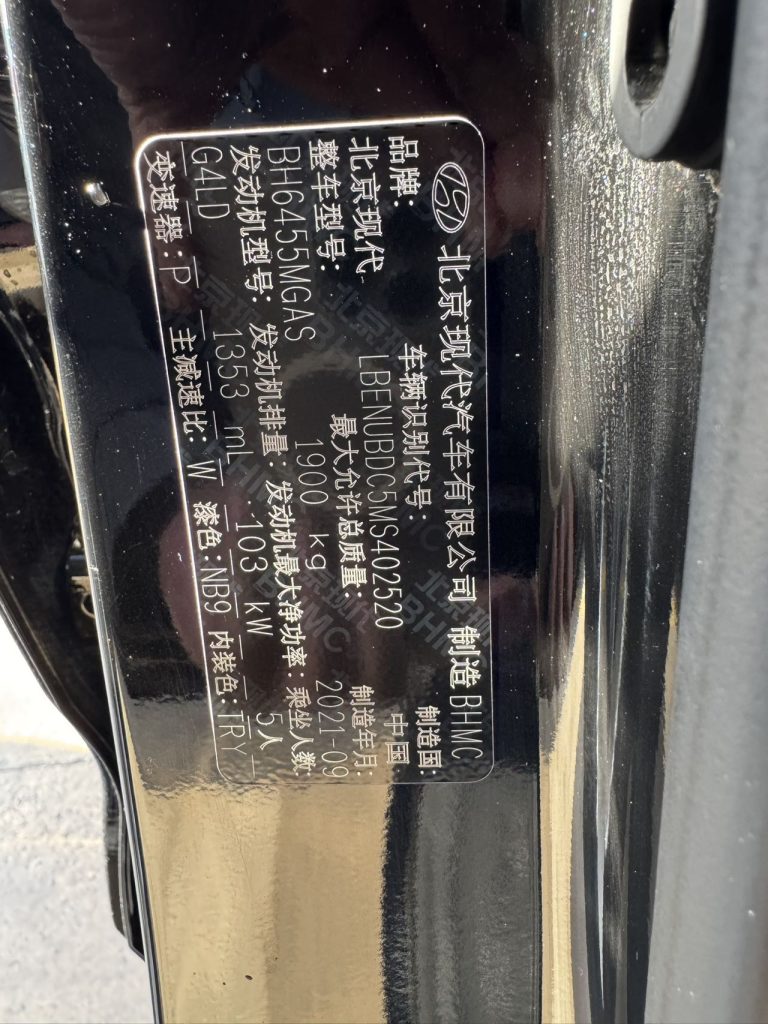 北京现代汽车有限公司 制造 BHMC
品牌: 车辆识别代号: 制造国:
北京现代 LBENUBDC5MS402520 中国
整车型号: 最大允许总质量: 制造年月:
BH6455MGAS 1900 kg 2021-09
发动机型号: 发动机排量: 发动机最大净功率: 乘坐人数:
G4LD 1353 mL 103 kW 5人
变速器: P 主减速比: W 漆色: NB9 内装色: TRY